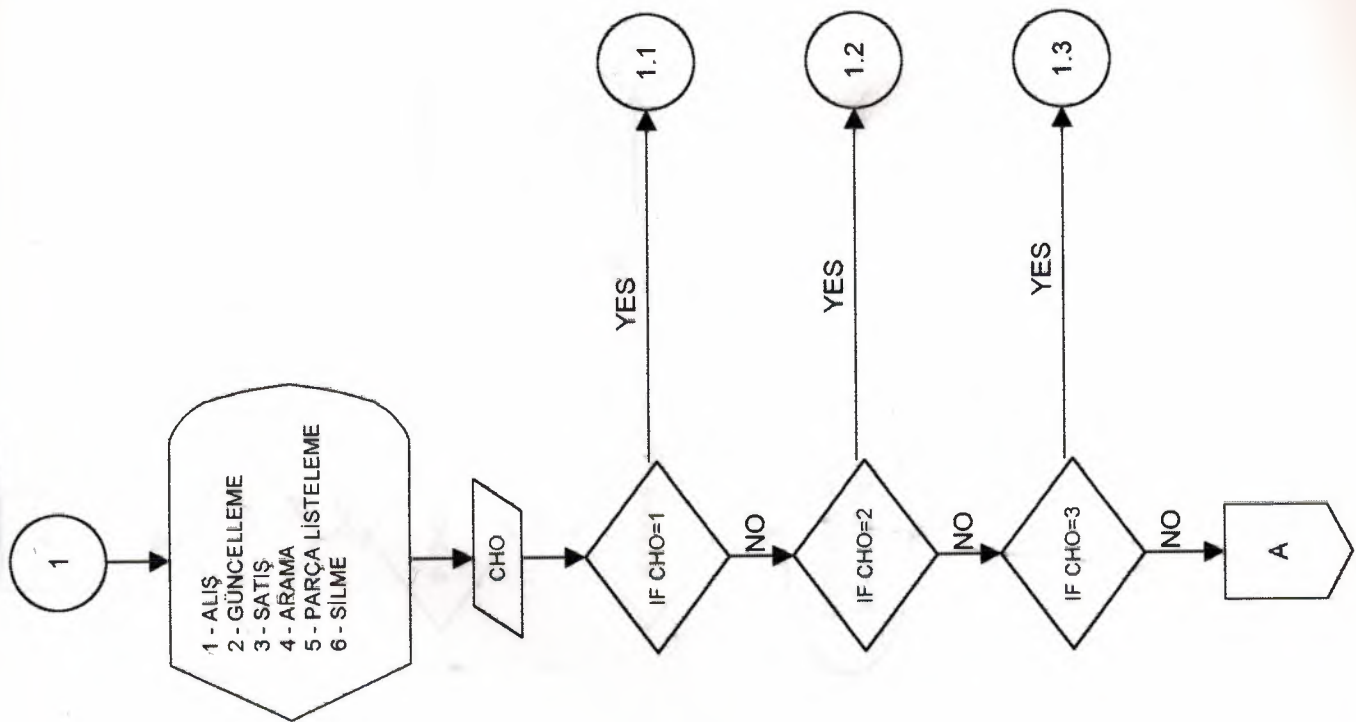 1
1 - ALIŞ
2 - GÜNCELLEME
3 - SATIŞ
4 - ARAMA
5 - PARÇA LİSTELEME
6 - SİLME
CHO
IF CHO=1
YES
1.1
NO
IF CHO=2
YES
1.2
NO
IF CHO=3
YES
1.3
NO
A